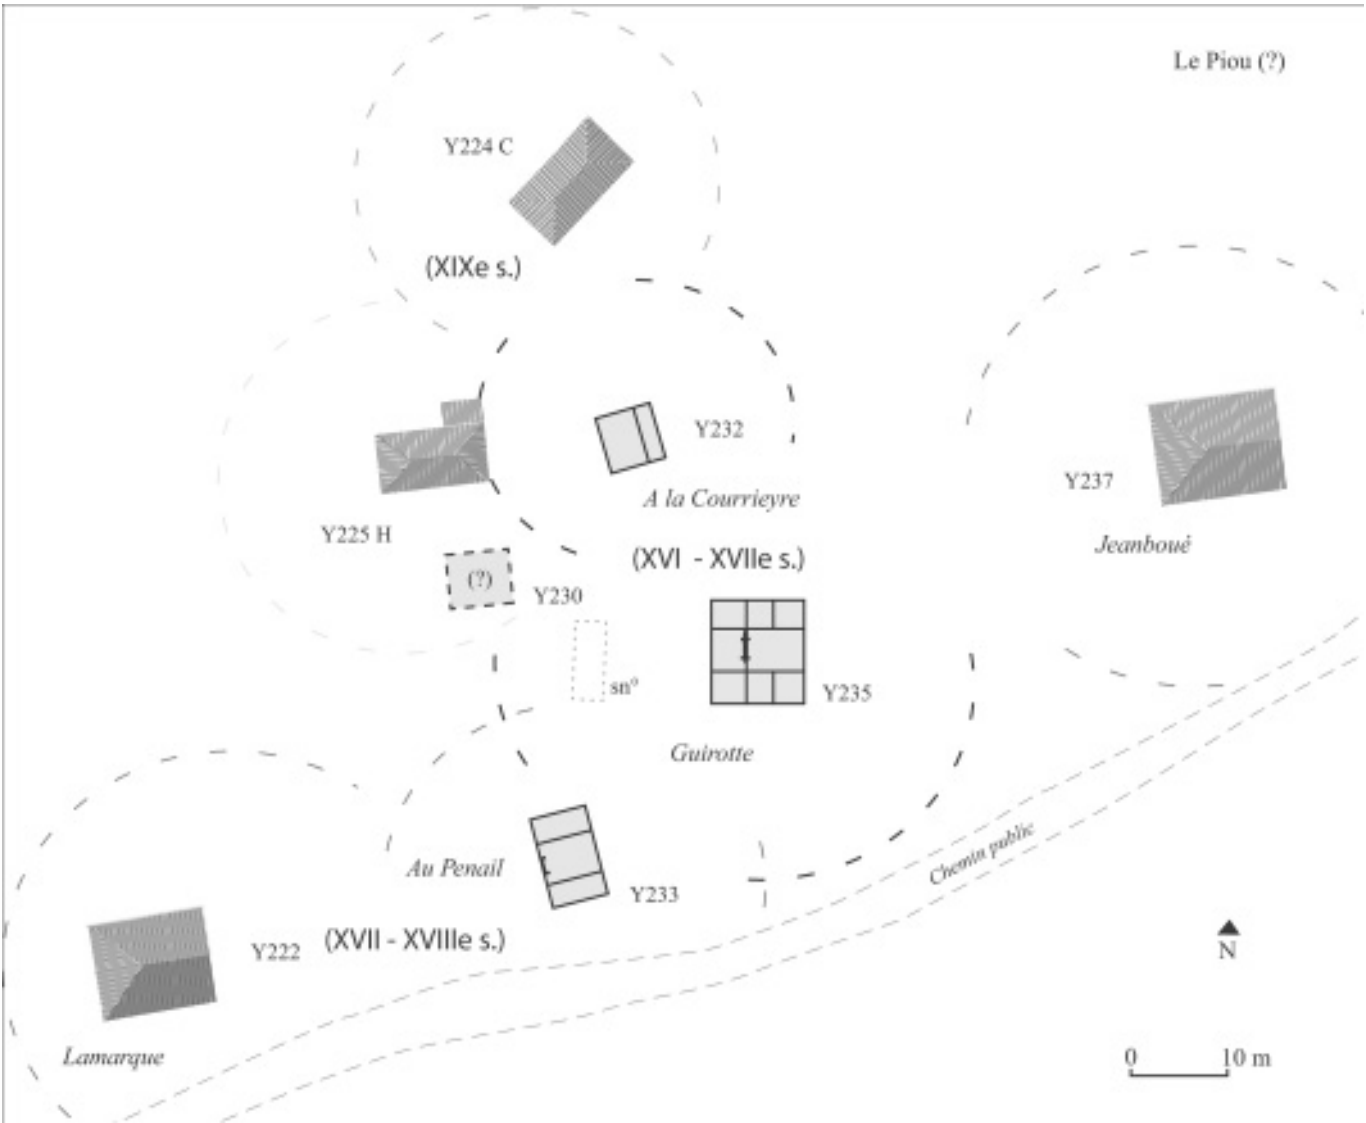 Le Piou (?)
Y224 C
(XIXe s.)
Y232
A la Courrieyre
Y237
Jeanboué
Y225 H
(XVI - XVIIe s.)
(?)
Y230
sn°
Y235
Guirotte
Chemin public
Au Penail
Y233
Y222
(XVII - XVIIIe s.)
N
Lamarque
0 10 m